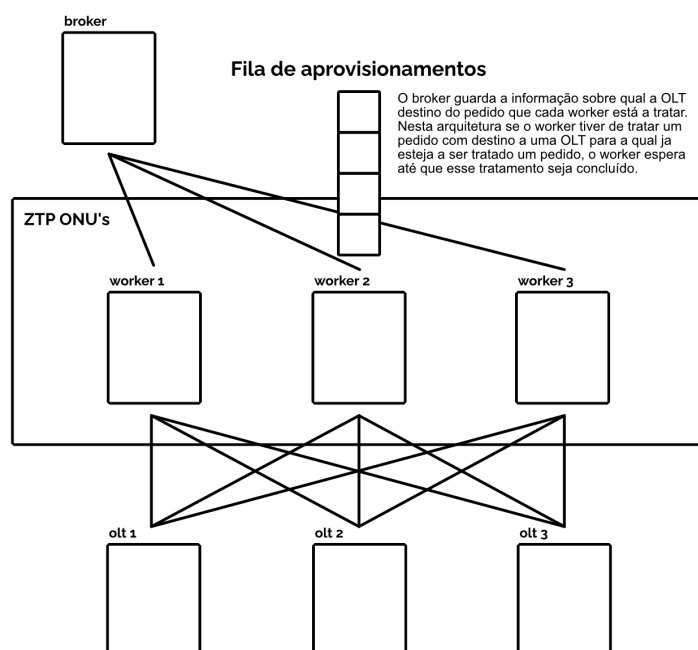 broker
Fila de aprovisionamentos
O broker guarda a informação sobre qual a OLT
destino do pedido que cada worker está a tratar.
Nesta arquitetura se o worker tiver de tratar um
pedido com destino a uma OLT para a qual ja
esteja a ser tratado um pedido, o worker espera
até que esse tratamento seja concluído.
ZTP ONU's
worker 1
worker 2
worker 3
olt 1
olt 2
olt 3